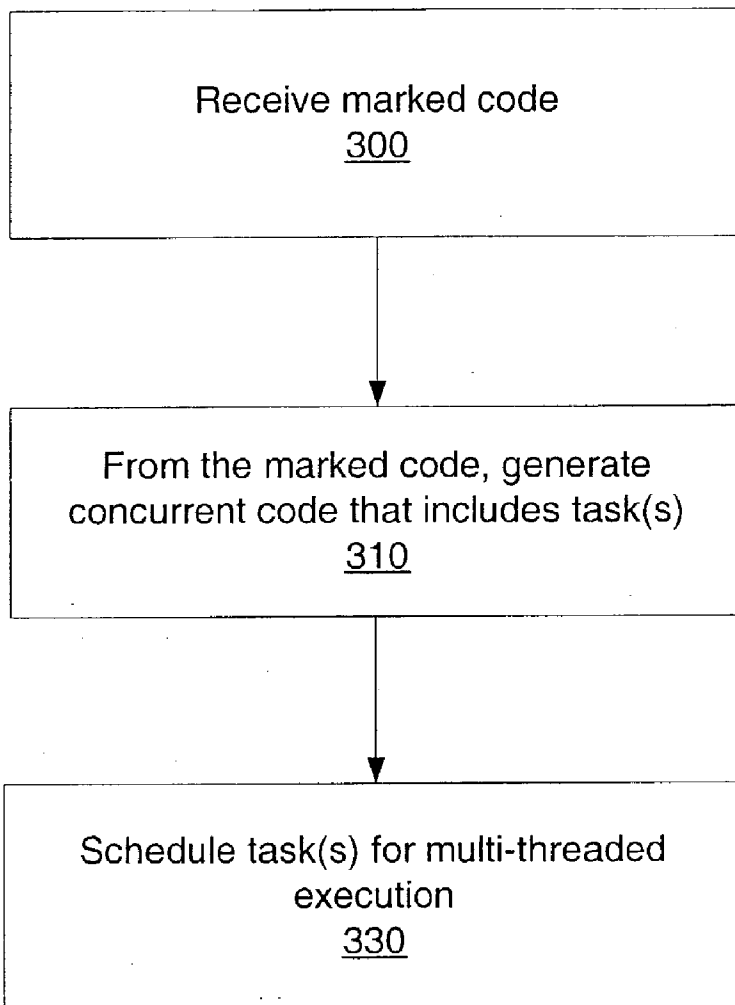 Receive marked code
300
From the marked code, generate
concurrent code that includes task(s)
310
Schedule task(s) for multi-threaded
execution
330